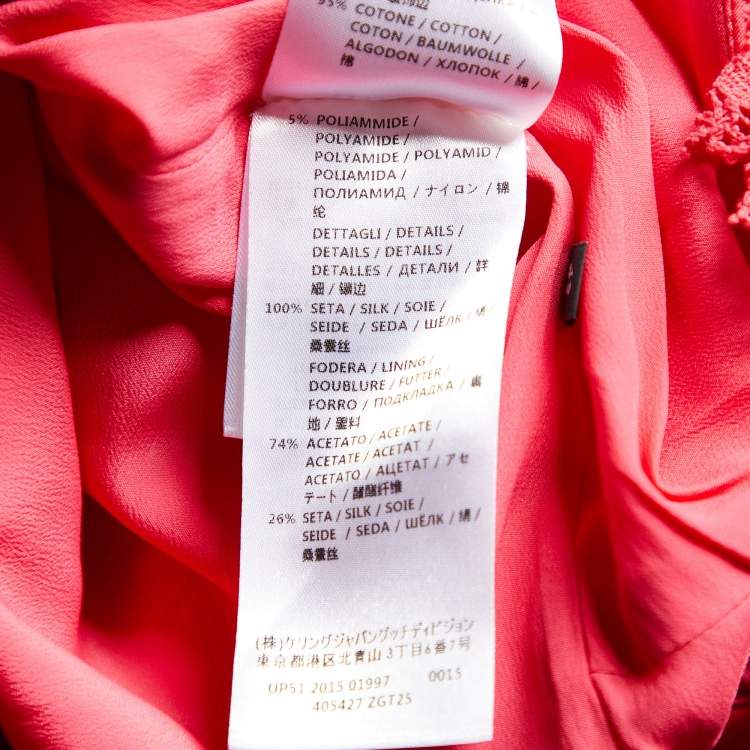 95% COTONE / COTTON /
COTON / BAUMWOLLE /
ALGODON / ХЛОПОК / 綿 /
棉
5% POLIAMMIDE /
POLYAMIDE /
POLYAMIDE / POLYAMID /
POLIAMIDA /
ПОЛИАМИД / ナイロン / 锦
纶
DETTAGLI / DETAILS /
DETAILS / DETAILS /
DETALLES / ДЕТАЛИ / 詳
細 / 镶边
100% SETA / SILK / SOIE /
SEIDE / SEDA / ШЁЛК / 絹 /
桑蚕丝
FODERA / LINING /
DOUBLURE / FUTTER /
FORRO / ПОДКЛАДКА / 裏
地 / 里料
74% ACETATO / ACETATE /
ACETATE / ACETAT /
ACETATO / АЦЕТАТ / アセ
テート / 醋酯纤维
26% SETA / SILK / SOIE /
SEIDE / SEDA / ШЁЛК / 絹 /
桑蚕丝
(株)ケリングジャパングッチディビジョン
東京都港区北青山3丁目6番7号
UP51 2015 01997 0015
405427 ZGT25